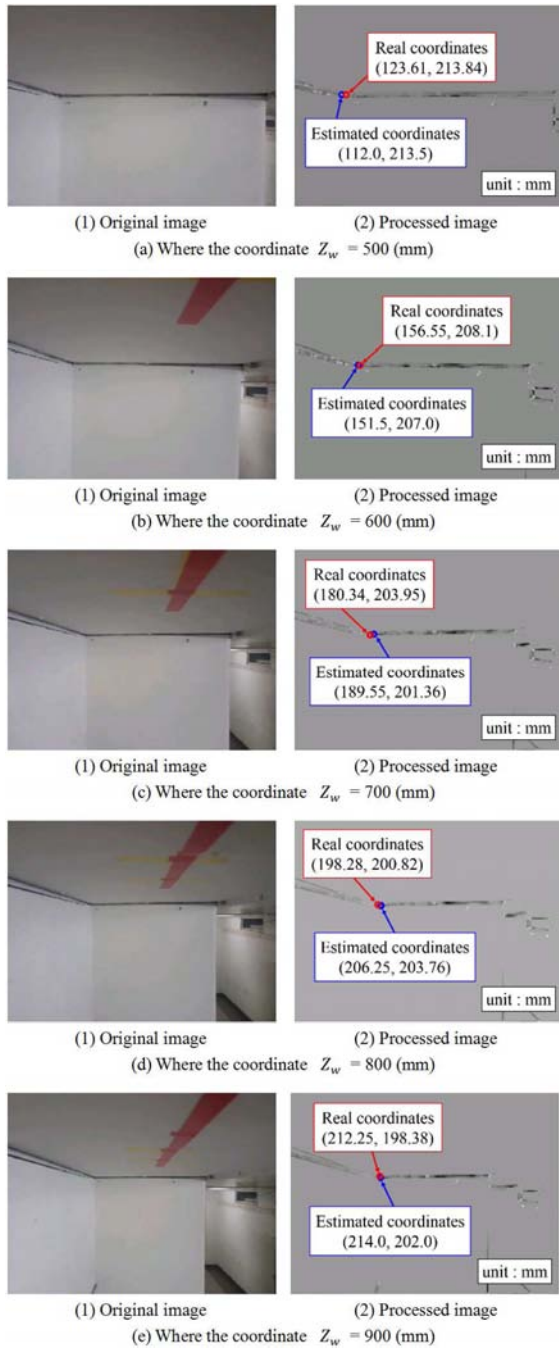 Real coordinates
(123.61, 213.84)
Estimated coordinates
(112.0, 213.5)
unit : mm
(1) Original image
(2) Processed image
(a) Where the coordinate Z_w = 500 (mm)
Real coordinates
(156.55, 208.1)
Estimated coordinates
(151.5, 207.0)
unit : mm
(1) Original image
(2) Processed image
(b) Where the coordinate Z_w = 600 (mm)
Real coordinates
(180.34, 203.95)
Estimated coordinates
(189.55, 201.36)
unit : mm
(1) Original image
(2) Processed image
(c) Where the coordinate Z_w = 700 (mm)
Real coordinates
(198.28, 200.82)
Estimated coordinates
(206.25, 203.76)
unit : mm
(1) Original image
(2) Processed image
(d) Where the coordinate Z_w = 800 (mm)
Real coordinates
(212.25, 198.38)
Estimated coordinates
(214.0, 202.0)
unit : mm
(1) Original image
(2) Processed image
(e) Where the coordinate Z_w = 900 (mm)